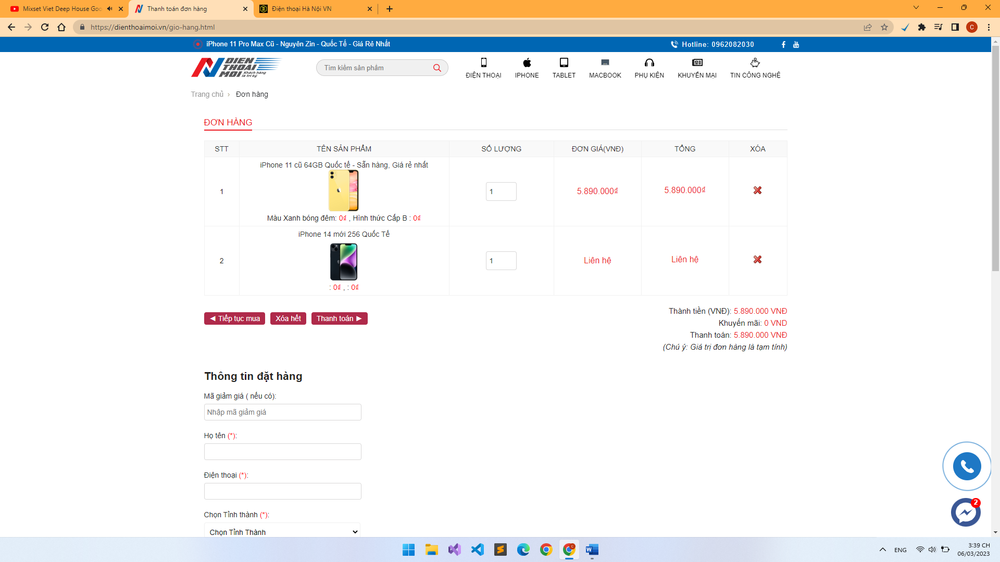 Mixset Viet Deep House Goc
Thanh toán đơn hàng
Điện thoại Hà Nội VN
https://dienthoaimoi.vn/gio-hang.html
C
iPhone 11 Pro Max Cũ - Nguyên Zin - Quốc Tế - Giá Rẻ Nhất
Hotline: 0962082030
DIEN
THOAI
MOI Khách hàng
là tri kỷ
Tìm kiếm sản phẩm
ĐIỆN THOẠI
IPHONE
TABLET
MACBOOK
PHỤ KIỆN
KHUYẾN MẠI
TIN CÔNG NGHỆ
Trang chủ › Đơn hàng
ĐƠN HÀNG
STT TÊN SẢN PHẨM SỐ LƯỢNG ĐƠN GIÁ(VNĐ) TỔNG XÓA
iPhone 11 cũ 64GB Quốc tế - Sẵn hàng, Giá rẻ nhất
1 1 5.890.000₫ 5.890.000₫
Màu Xanh bóng đêm: 0₫ , Hình thức Cấp B : 0₫
iPhone 14 mới 256 Quốc Tế
2 1 Liên hệ Liên hệ
: 0₫ , : 0₫
◄ Tiếp tục mua
Xóa hết
Thanh toán ►
Thành tiền (VNĐ): 5.890.000 VNĐ
Khuyến mãi: 0 VND
Thanh toán: 5.890.000 VNĐ
(Chú ý: Giá trị đơn hàng là tạm tính)
Thông tin đặt hàng
Mã giảm giá ( nếu có):
Nhập mã giảm giá
Họ tên (*):
Điện thoại (*):
Chọn Tỉnh thành (*):
Chọn Tỉnh Thành
2
ENG
3:39 CH
06/03/2023